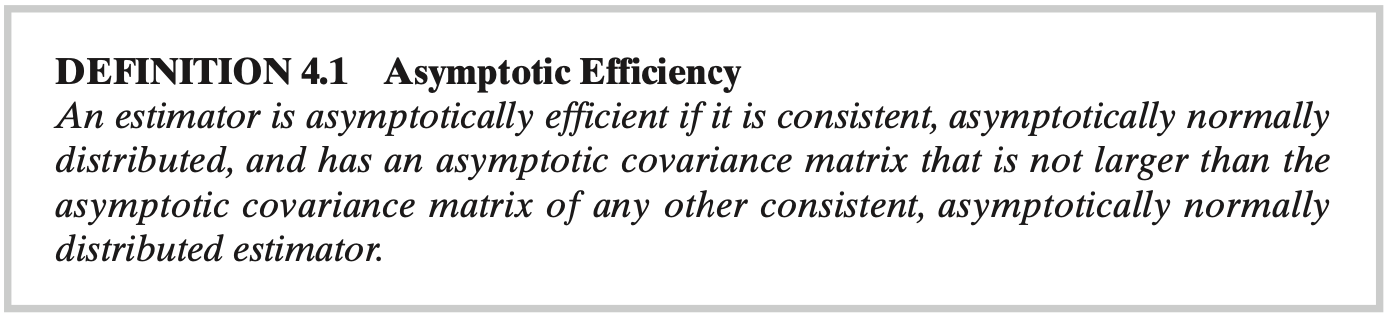 DEFINITION 4.1 Asymptotic Efficiency
An estimator is asymptotically efficient if it is consistent, asymptotically normally
distributed, and has an asymptotic covariance matrix that is not larger than the
asymptotic covariance matrix of any other consistent, asymptotically normally
distributed estimator.